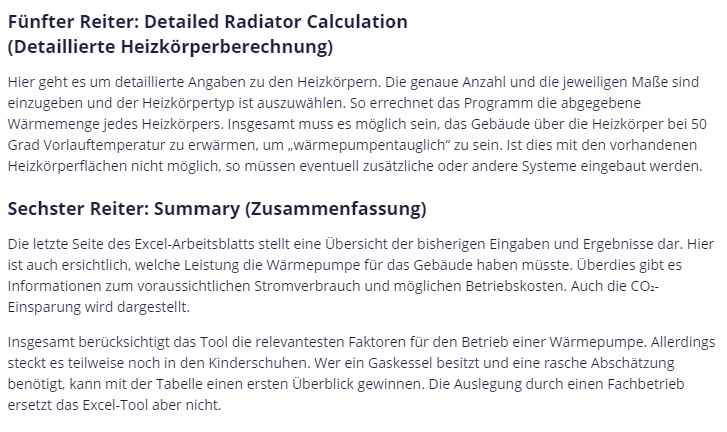 Fünfter Reiter: Detailed Radiator Calculation
(Detaillierte Heizkörperberechnung)
Hier geht es um detaillierte Angaben zu den Heizkörpern. Die genaue Anzahl und die jeweiligen Maße sind
einzugeben und der Heizkörpertyp ist auszuwählen. So errechnet das Programm die abgegebene
Wärmemenge jedes Heizkörpers. Insgesamt muss es möglich sein, das Gebäude über die Heizkörper bei 50
Grad Vorlauftemperatur zu erwärmen, um „wärmepumpentauglich“ zu sein. Ist dies mit den vorhandenen
Heizkörperflächen nicht möglich, so müssen eventuell zusätzliche oder andere Systeme eingebaut werden.
Sechster Reiter: Summary (Zusammenfassung)
Die letzte Seite des Excel-Arbeitsblatts stellt eine Übersicht der bisherigen Eingaben und Ergebnisse dar. Hier
ist auch ersichtlich, welche Leistung die Wärmepumpe für das Gebäude haben müsste. Überdies gibt es
Informationen zum voraussichtlichen Stromverbrauch und möglichen Betriebskosten. Auch die CO₂-
Einsparung wird dargestellt.
Insgesamt berücksichtigt das Tool die relevantesten Faktoren für den Betrieb einer Wärmepumpe. Allerdings
steckt es teilweise noch in den Kinderschuhen. Wer ein Gaskessel besitzt und eine rasche Abschätzung
benötigt, kann mit der Tabelle einen ersten Überblick gewinnen. Die Auslegung durch einen Fachbetrieb
ersetzt das Excel-Tool aber nicht.